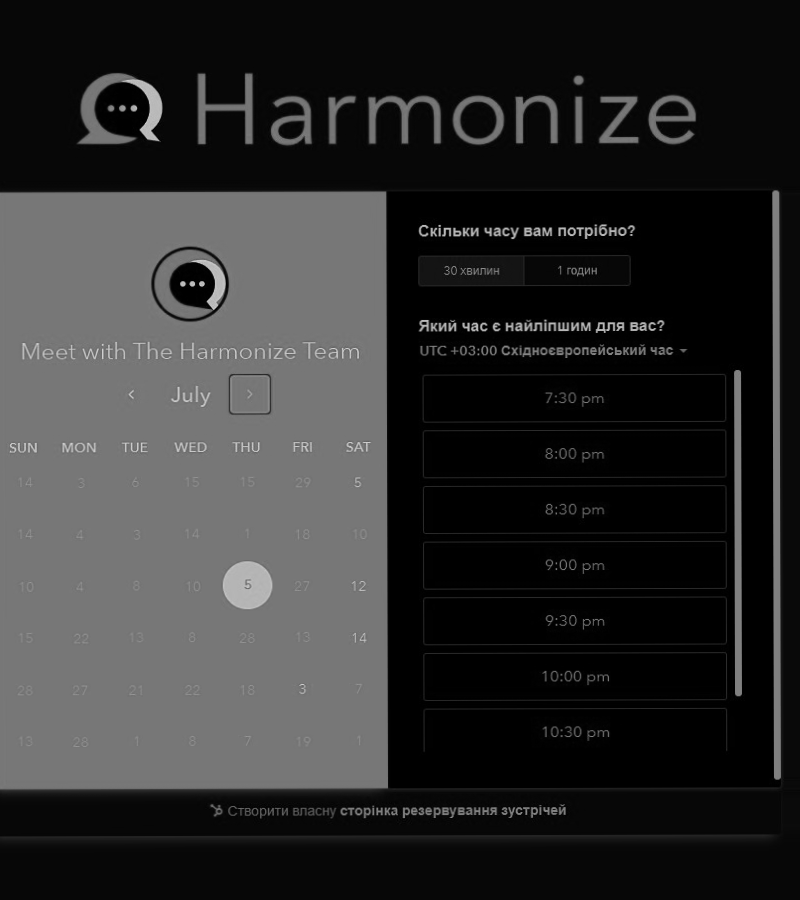 Harmonize
Meet with The Harmonize Team
July
SUN MON TUE WED THU FRI SAT
14 3 6 15 15 29 5
14 4 3 14 1 18 10
10 4 8 10 5 27 12
15 22 13 8 28 13 14
28 27 21 22 18 3 7
13 28 1 8 7 19 1
Скільки часу вам потрібно?
30 хвилин 1 годин
Який час є найліпшим для вас?
UTC +03:00 Східноєвропейський час
7:30 pm
8:00 pm
8:30 pm
9:00 pm
9:30 pm
10:00 pm
10:30 pm
Створити власну сторінка резервування зустрічей